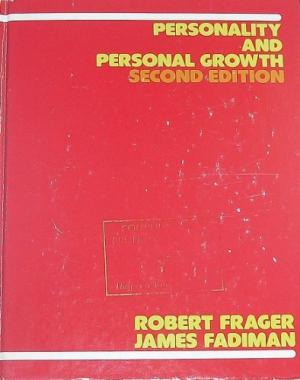 PERSONALITY
AND
PERSONAL GROWTH
SECOND EDITION
ROBERT FRAGER
JAMES FADIMAN